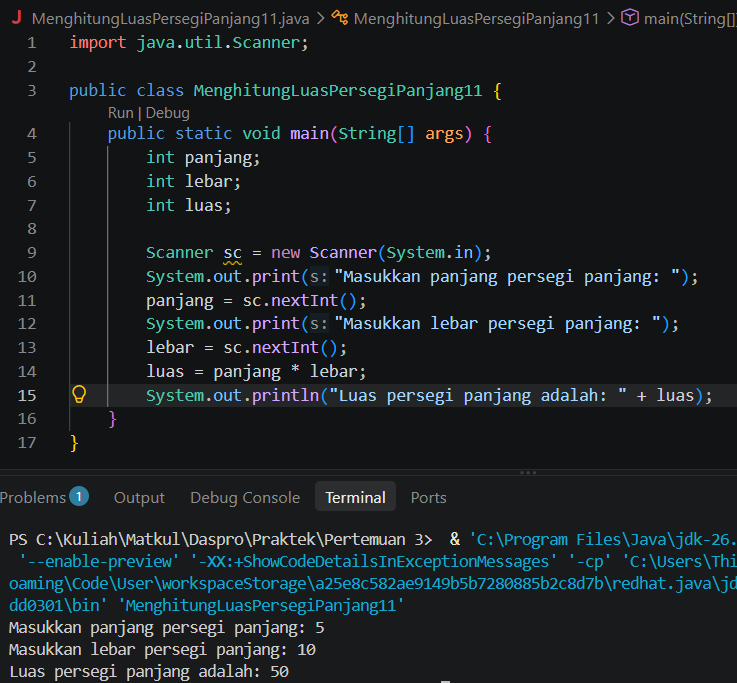 J MenghitungLuasPersegiPanjang11.java > MenghitungLuasPersegiPanjang11 > main(String[]
1 import java.util.Scanner;
2
3 public class MenghitungLuasPersegiPanjang11 {
Run | Debug
4 public static void main(String[] args) {
5 int panjang;
6 int lebar;
7 int luas;
8
9 Scanner sc = new Scanner(System.in);
10 System.out.print(s: "Masukkan panjang persegi panjang: ");
11 panjang = sc.nextInt();
12 System.out.print(s: "Masukkan lebar persegi panjang: ");
13 lebar = sc.nextInt();
14 luas = panjang * lebar;
15 System.out.println("Luas persegi panjang adalah: " + luas);
16 }
17 }
Problems 1 Output Debug Console Terminal Ports
PS C:\Kuliah\Matkul\Daspro\Praktek\Pertemuan 3> & 'C:\Program Files\Java\jdk-26.
'--enable-preview' '-XX:+ShowCodeDetailsInExceptionMessages' '-cp' 'C:\Users\Thi
oaming\Code\User\workspaceStorage\a25e8c582ae9149b5b7280885b2c8d7b\redhat.java\jd
dd0301\bin' 'MenghitungLuasPersegiPanjang11'
Masukkan panjang persegi panjang: 5
Masukkan lebar persegi panjang: 10
Luas persegi panjang adalah: 50